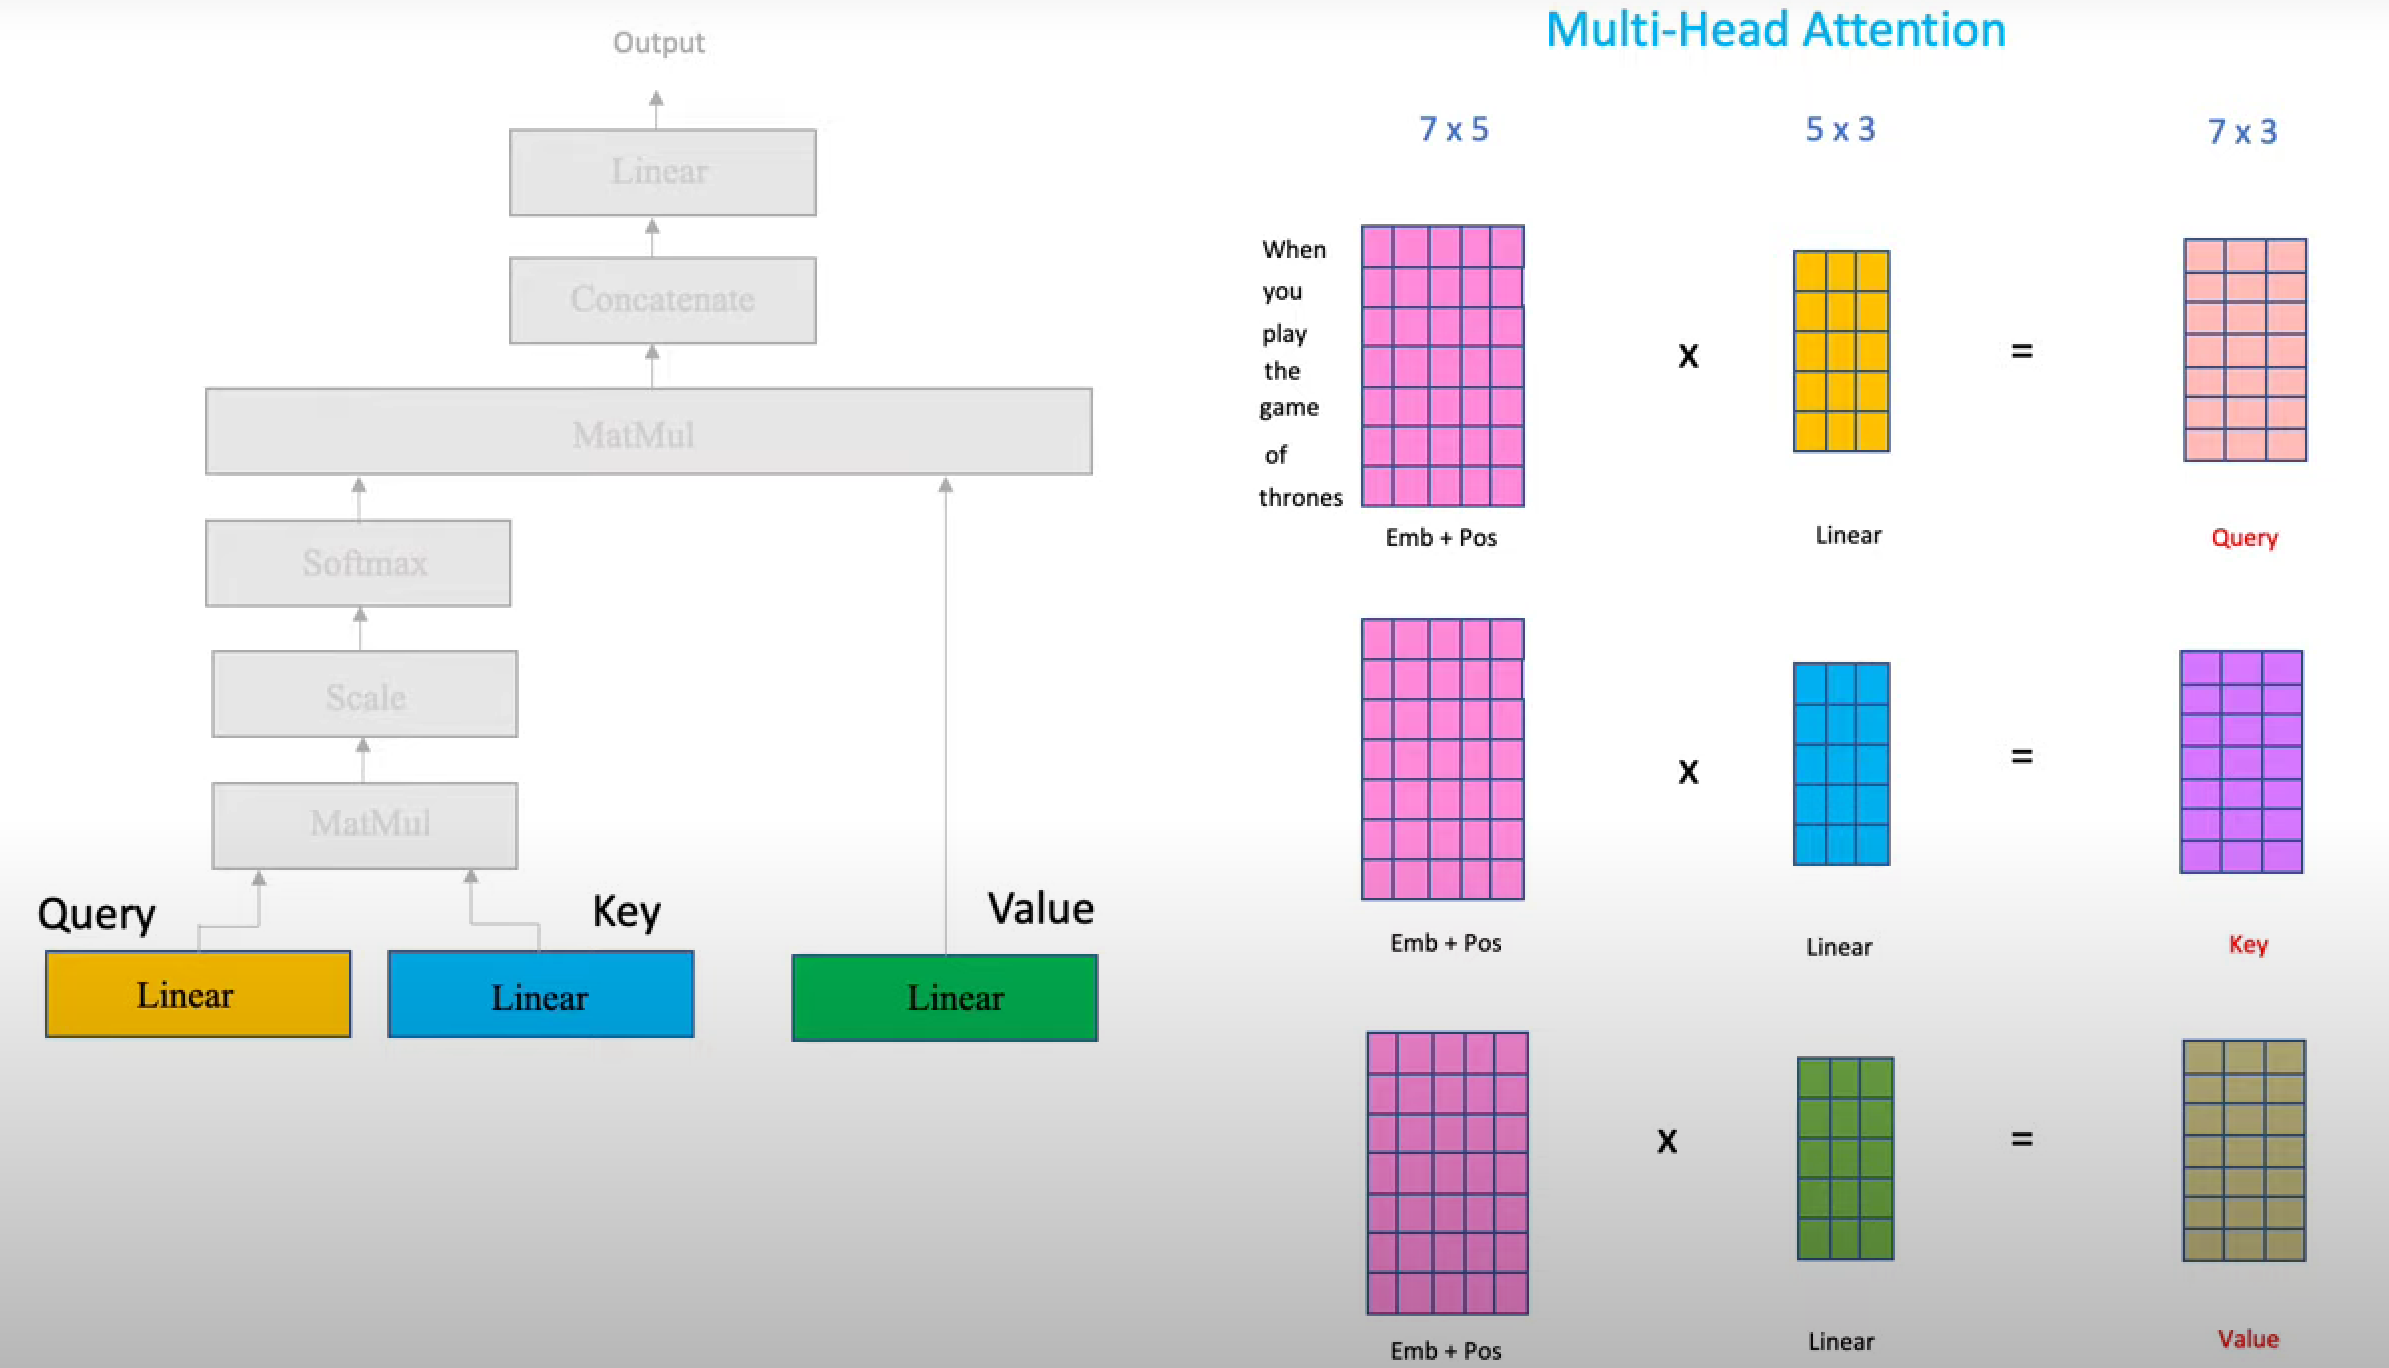 Output
Linear
Concatenate
MatMul
Softmax
Scale
MatMul
Query
Key
Value
Linear
Linear
Linear
Multi-Head Attention
7 x 5
5 x 3
7 x 3
When
you
play
the
game
of
thrones
x
=
Emb + Pos
Linear
Query
x
=
Emb + Pos
Linear
Key
x
=
Emb + Pos
Linear
Value